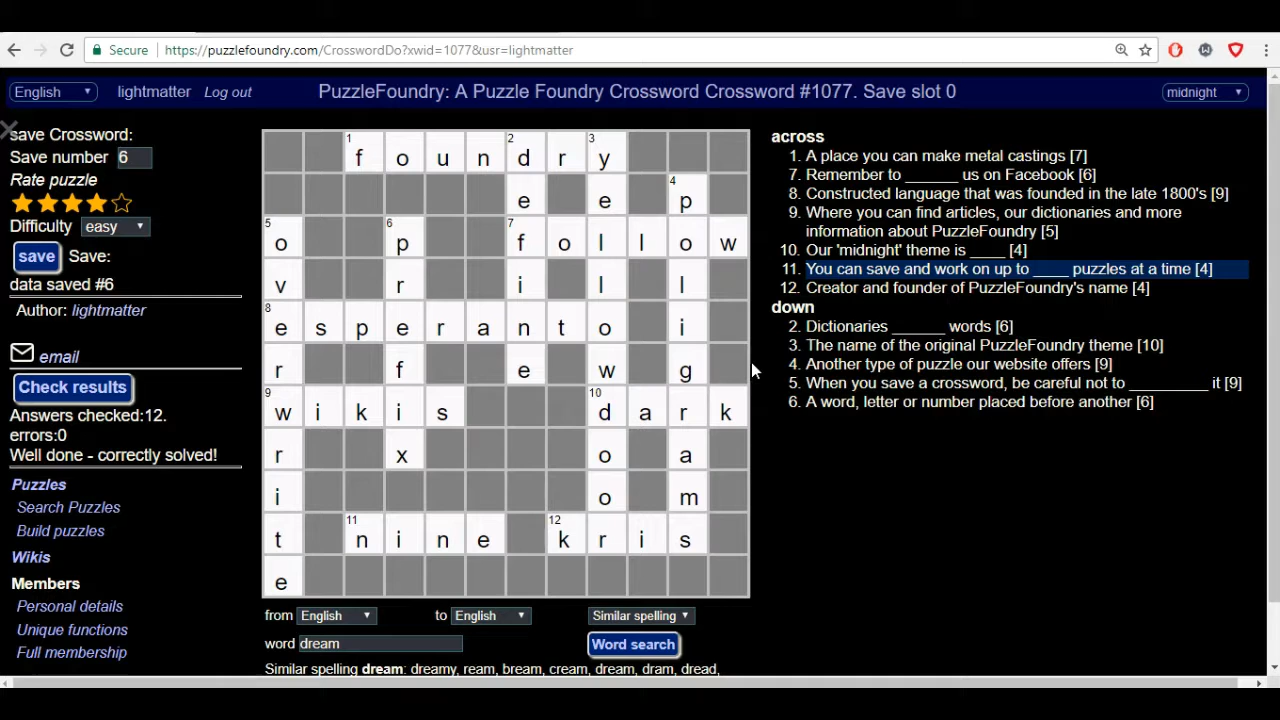 Secure https://puzzlefoundry.com/CrosswordDo?xwid=1077&usr=lightmatter
English lightmatter Log out PuzzleFoundry: A Puzzle Foundry Crossword Crossword #1077. Save slot 0 midnight
save Crossword:
Save number 6
Rate puzzle
Difficulty easy
save Save:
data saved #6
Author: lightmatter
email
Check results
Answers checked:12.
errors:0
Well done - correctly solved!
Puzzles
Search Puzzles
Build puzzles
Wikis
Members
Personal details
Unique functions
Full membership
1 f o u n 2 d r 3 y
e e 4 p
5 o 6 p 7 f o l l o w
v r i l l
8 e s p e r a n t o i
r f e w g
9 w i k i s 10 d a r k
r x o a
i o m
t 11 n i n e 12 k r i s
e
from English to English Similar spelling
word dream Word search
Similar spelling dream: dreamy, ream, bream, cream, dream, dram, dread,
across
1. A place you can make metal castings [7]
7. Remember to ______ us on Facebook [6]
8. Constructed language that was founded in the late 1800's [9]
9. Where you can find articles, our dictionaries and more
information about PuzzleFoundry [5]
10. Our 'midnight' theme is ____ [4]
11. You can save and work on up to ____ puzzles at a time [4]
12. Creator and founder of PuzzleFoundry's name [4]
down
2. Dictionaries ______ words [6]
3. The name of the original PuzzleFoundry theme [10]
4. Another type of puzzle our website offers [9]
5. When you save a crossword, be careful not to _________ it [9]
6. A word, letter or number placed before another [6]